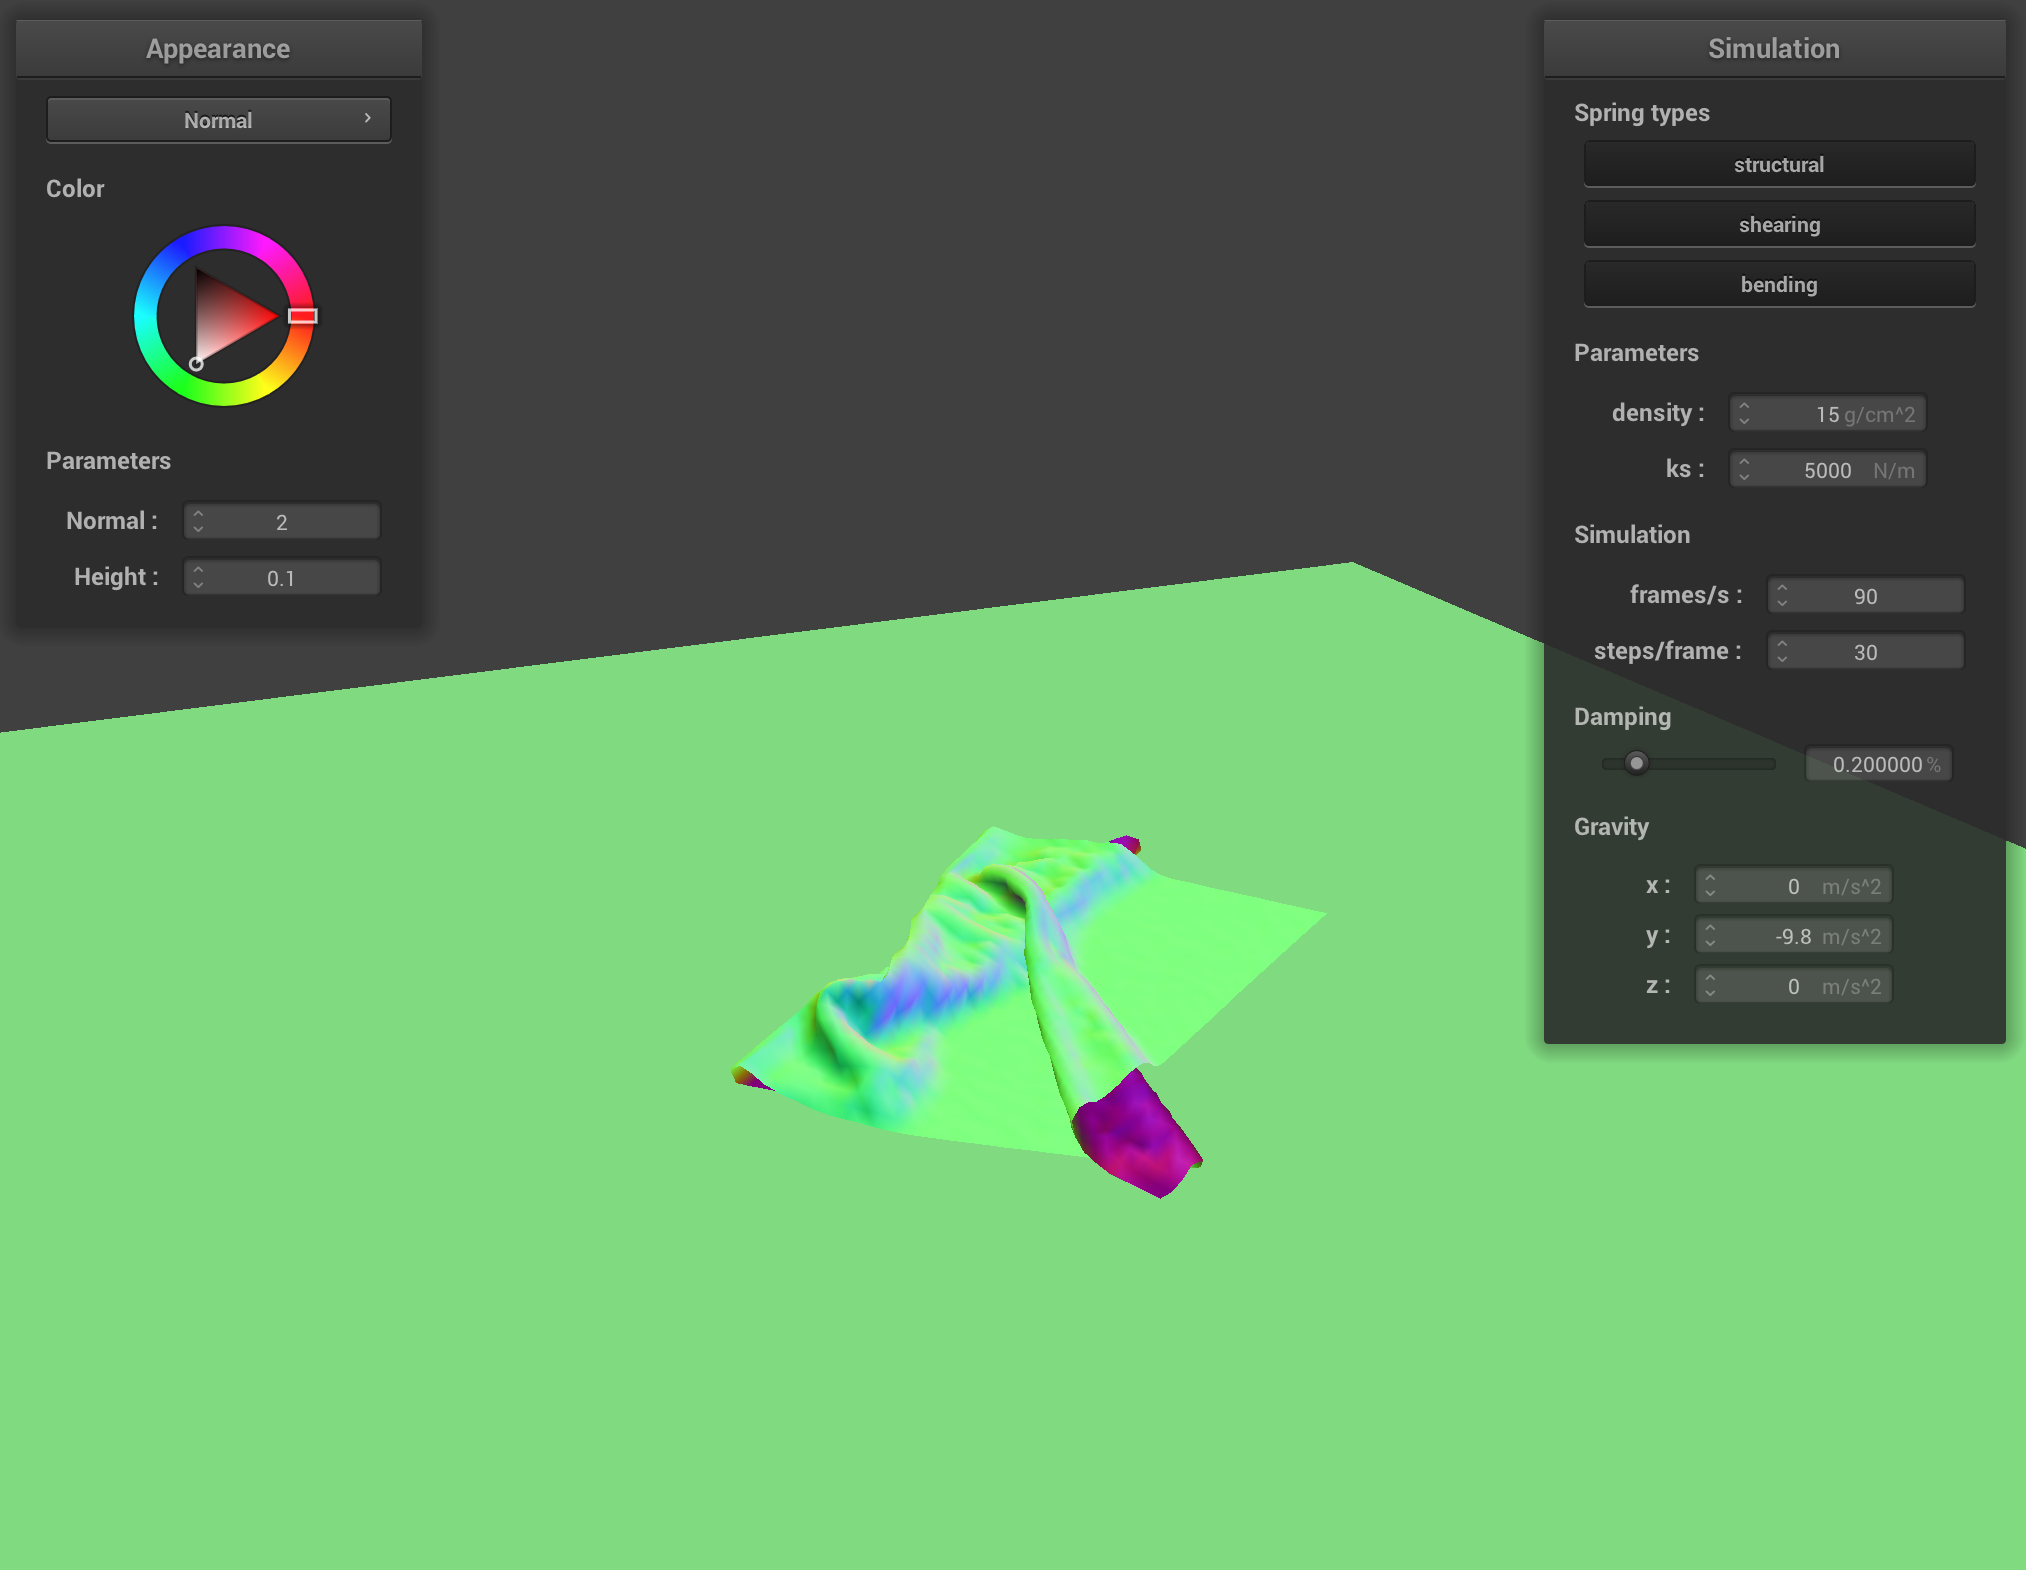 Appearance
Normal
Color
Parameters
Normal : 2
Height : 0.1
Simulation
Spring types
structural
shearing
bending
Parameters
density : 15 g/cm^2
ks : 5000 N/m
Simulation
frames/s : 90
steps/frame : 30
Damping
0.200000 %
Gravity
x : 0 m/s^2
y : -9.8 m/s^2
z : 0 m/s^2